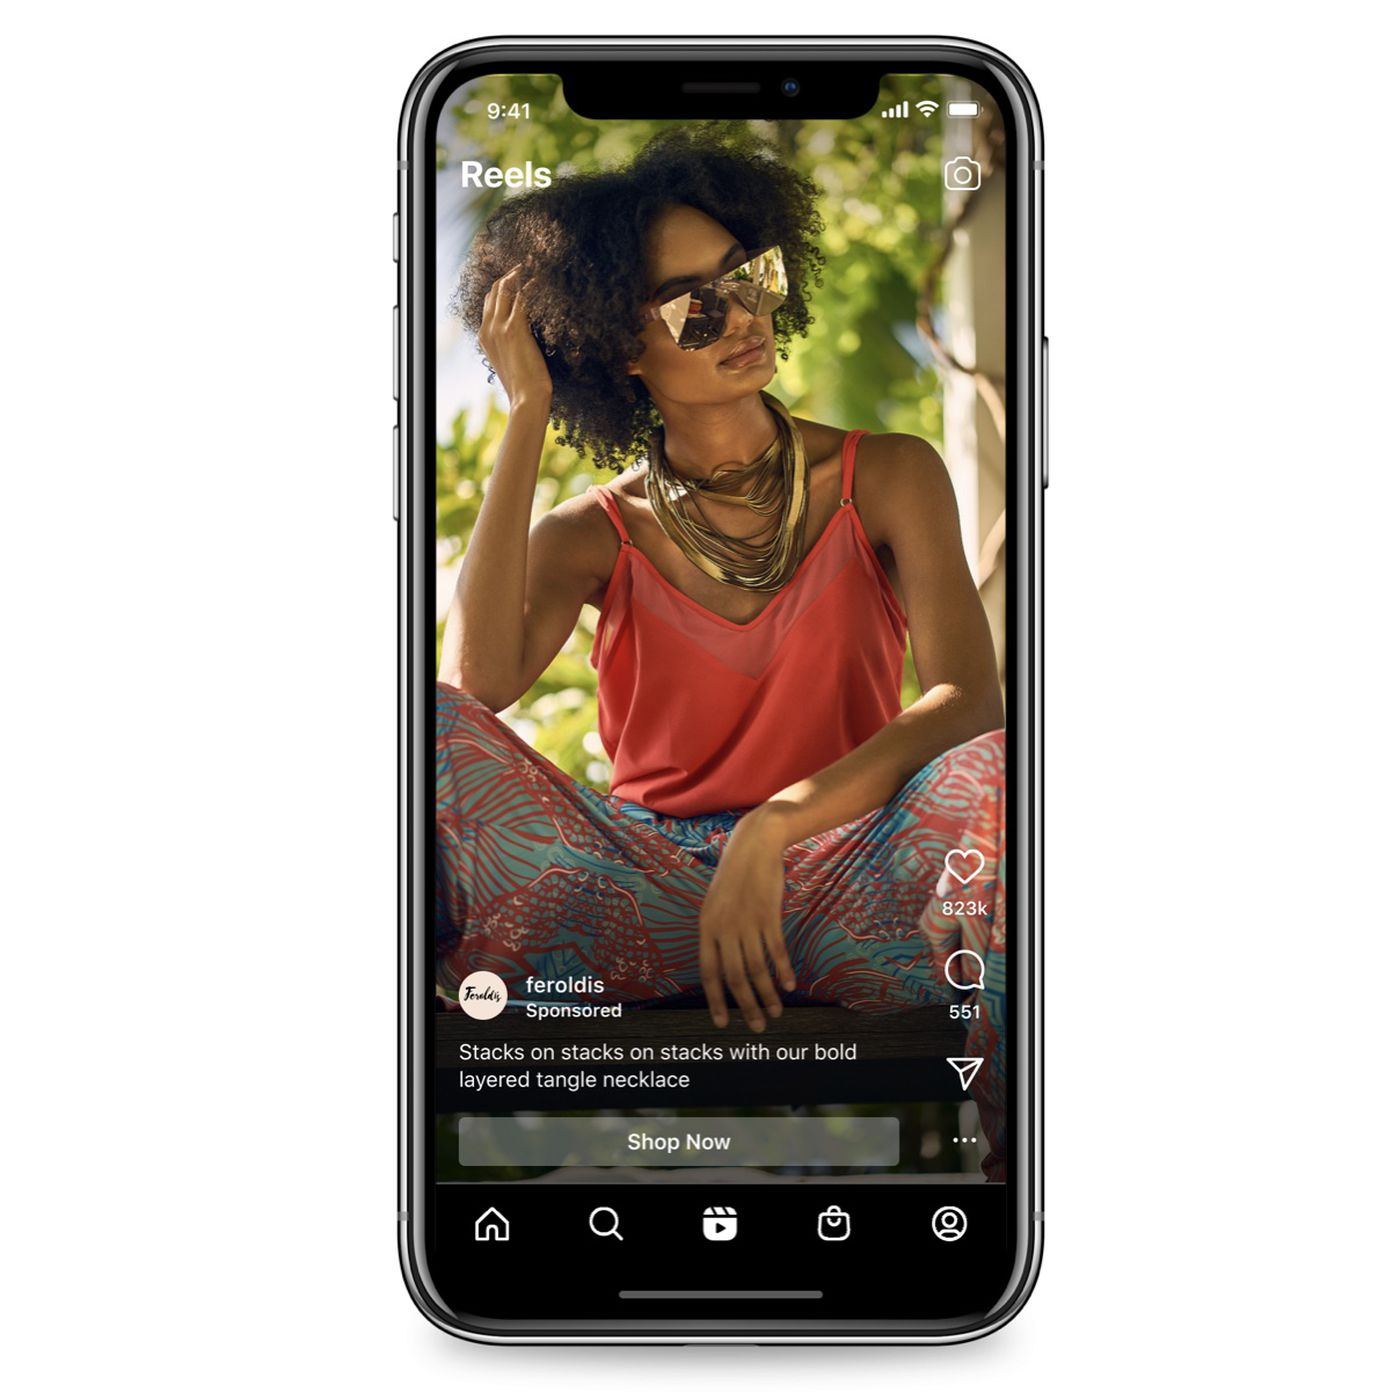 9:41
Reels
823k
Feroldis
feroldis
Sponsored
551
Stacks on stacks on stacks with our bold
layered tangle necklace
Shop Now